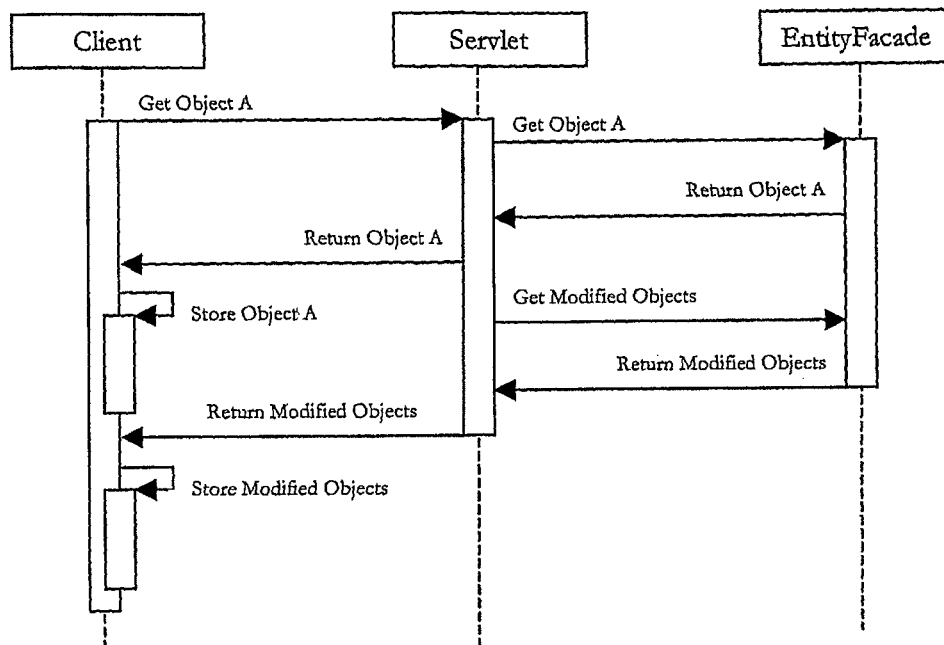 Client
Servlet
EntityFacade
Get Object A
Get Object A
Return Object A
Return Object A
Store Object A
Get Modified Objects
Return Modified Objects
Return Modified Objects
Store Modified Objects